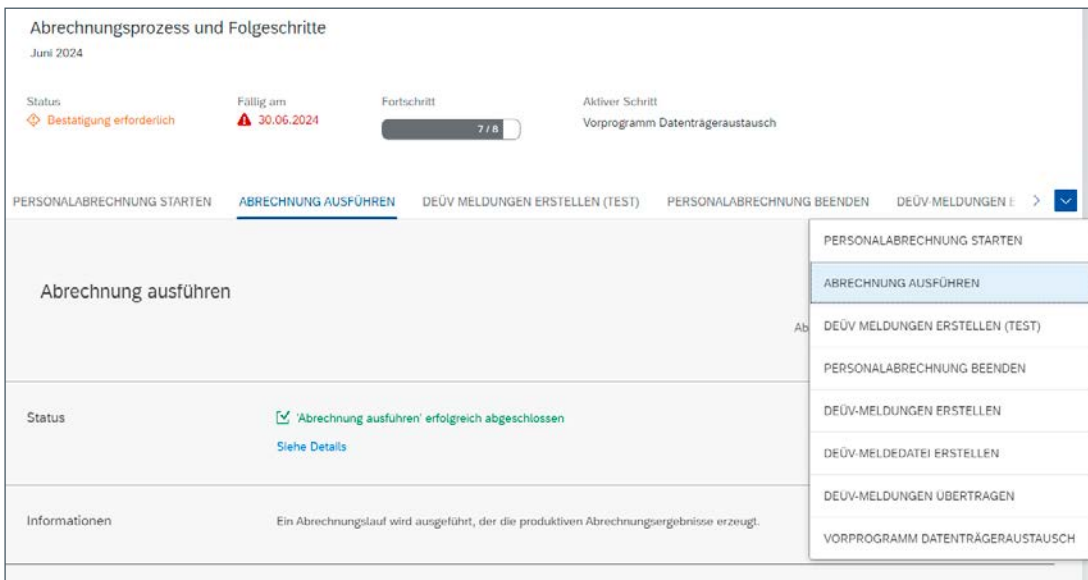 Abrechnungsprozess und Folgeschritte
Juni 2024
Status
Fällig am
Fortschritt
Aktiver Schritt
Bestätigung erforderlich
30.06.2024
7 / 8
Vorprogramm Datenträgeraustausch
PERSONALABRECHNUNG STARTEN
ABRECHNUNG AUSFÜHREN
DEÜV MELDUNGEN ERSTELLEN (TEST)
PERSONALABRECHNUNG BEENDEN
DEÜV-MELDUNGEN E
Abrechnung ausführen
Ab
Status
'Abrechnung ausführen' erfolgreich abgeschlossen
Siehe Details
Informationen
Ein Abrechnungslauf wird ausgeführt, der die produktiven Abrechnungsergebnisse erzeugt.
PERSONALABRECHNUNG STARTEN
ABRECHNUNG AUSFÜHREN
DEÜV MELDUNGEN ERSTELLEN (TEST)
PERSONALABRECHNUNG BEENDEN
DEÜV-MELDUNGEN ERSTELLEN
DEÜV-MELDEDATEI ERSTELLEN
DEÜV-MELDUNGEN ÜBERTRAGEN
VORPROGRAMM DATENTRÄGERAUSTAUSCH